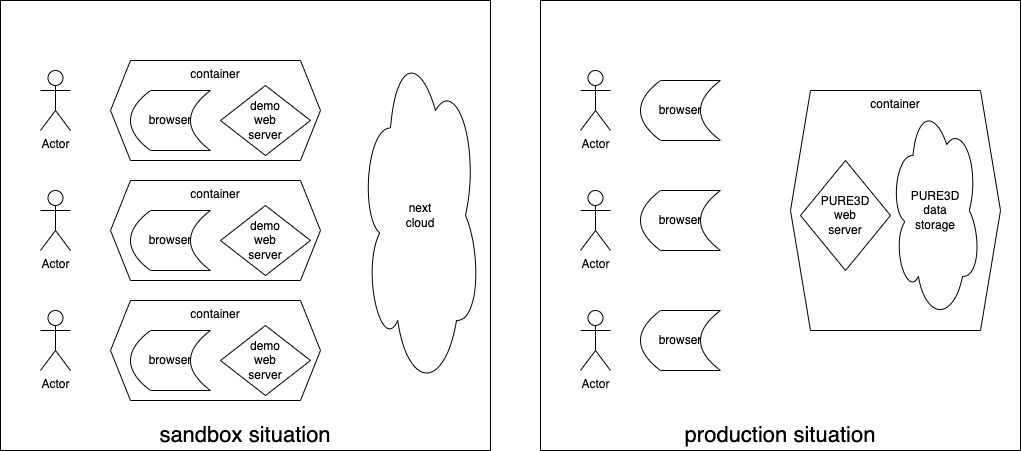 container
browser
demo
web
server
Actor
container
browser
demo
web
server
Actor
container
browser
demo
web
server
Actor
next
cloud
sandbox situation
browser
Actor
browser
Actor
browser
Actor
container
PURE3D
web
server
PURE3D
data
storage
production situation